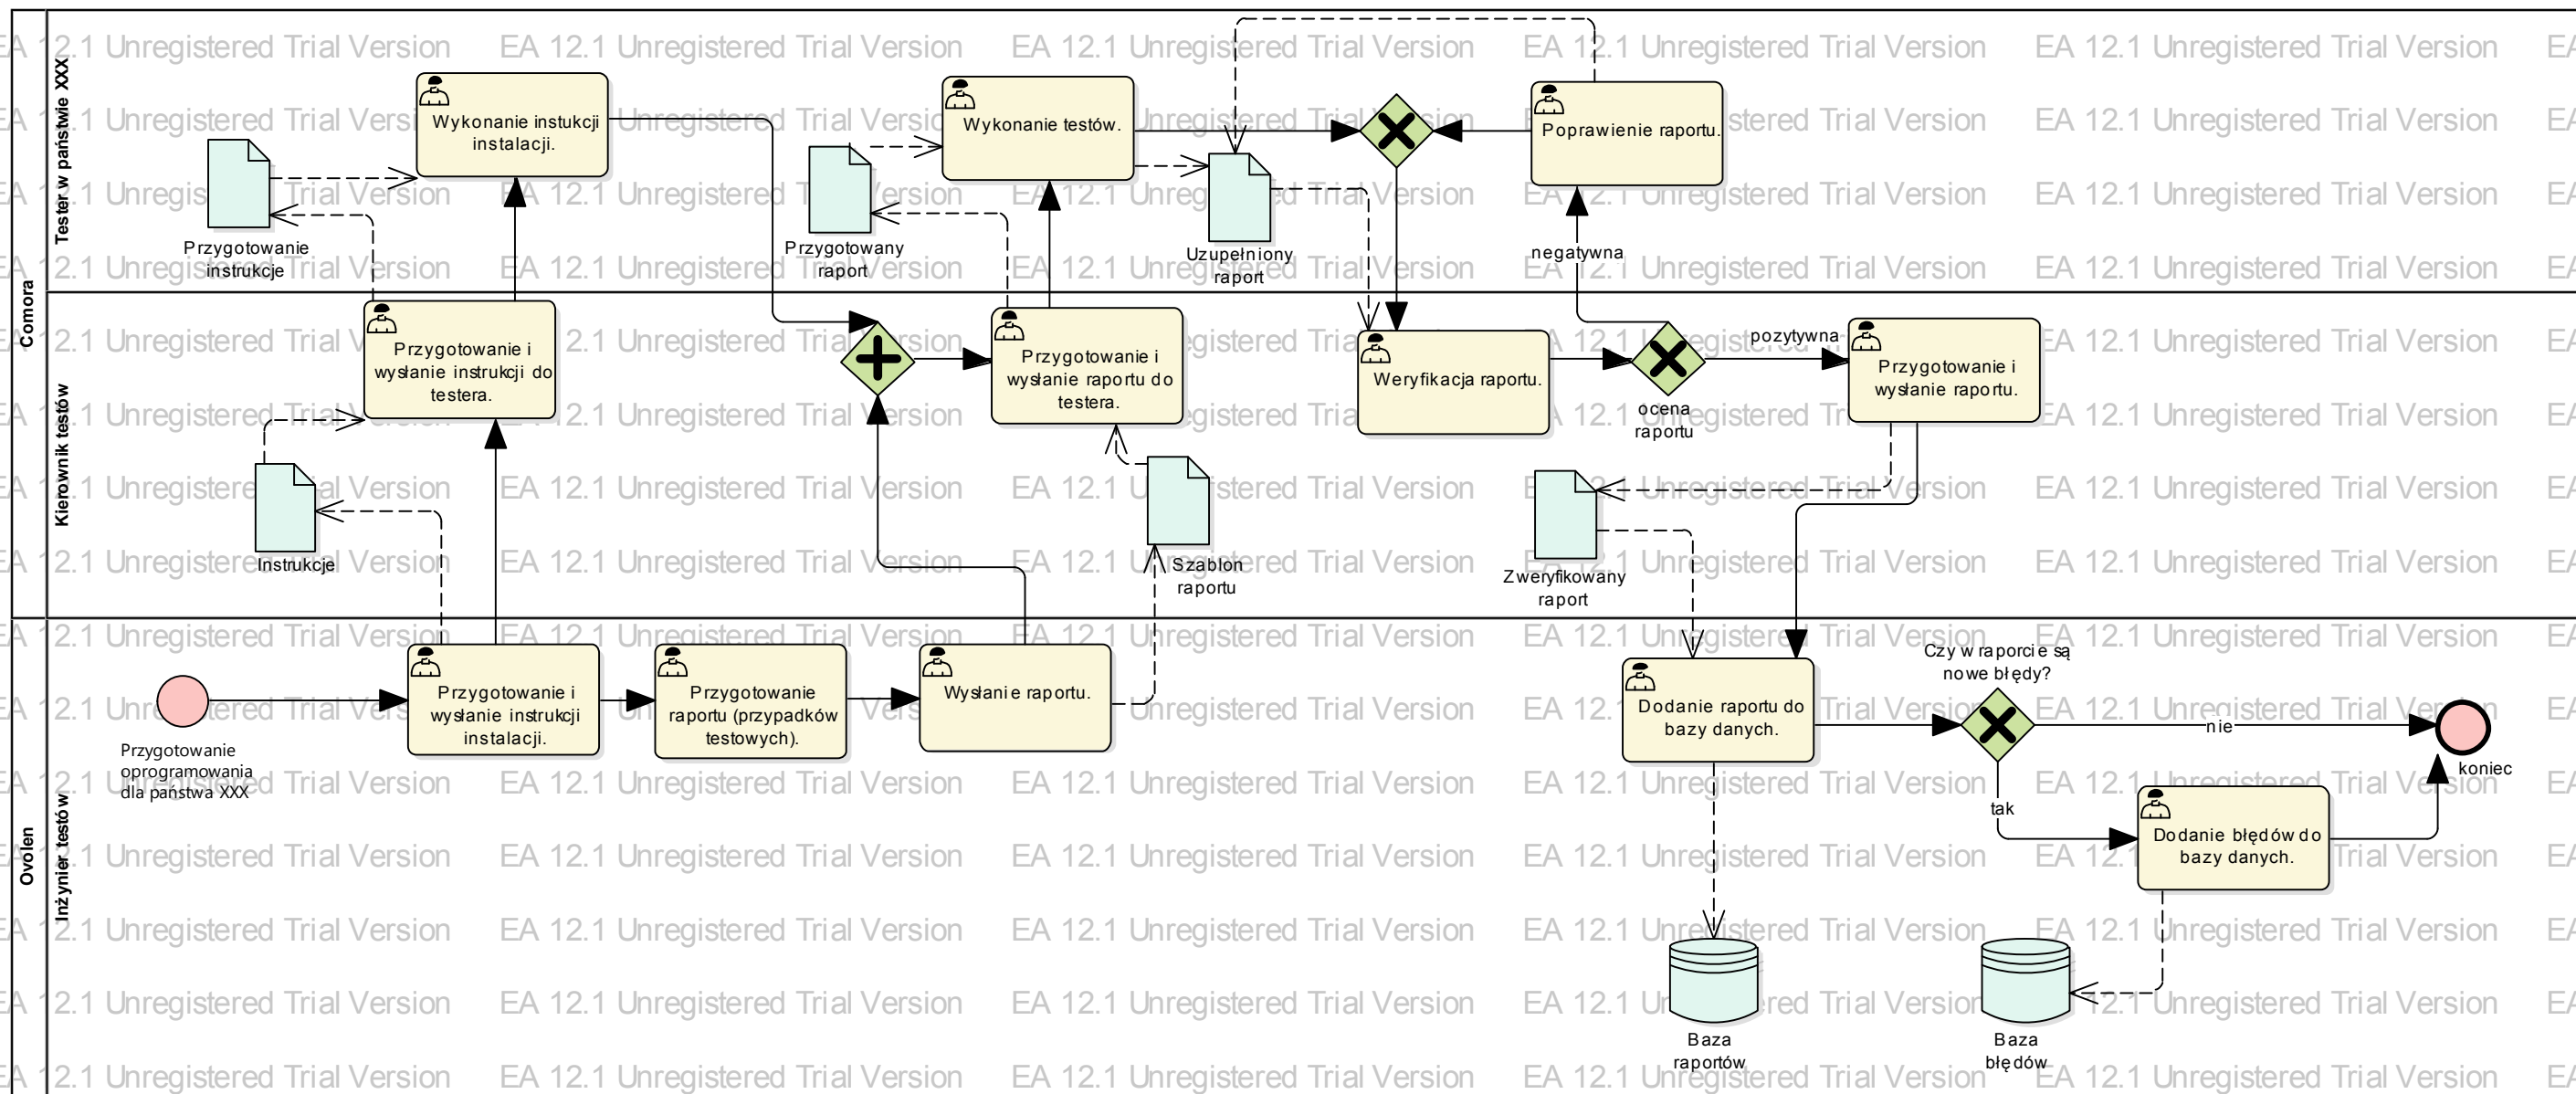 EA 12.1 Unregistered Trial Version
Comora
Tester w państwie XXX
Wykonanie instukcji
instalacji.
Przygotowanie
instrukcje
Wykonanie testów.
Przygotowany
raport
Uzupełniony
raport
Poprawienie raportu.
negatywna
Kierownik testów
Przygotowanie i
wysłanie instrukcji do
testera.
Instrukcje
Przygotowanie i
wysłanie raportu do
testera.
Szablon
raportu
Weryfikacja raportu.
ocena
raportu
pozytywna
Przygotowanie i
wysłanie raportu.
Zweryfikowany
raport
Ovolen
Inżynier testów
Przygotowanie
oprogramowania
dla państwa XXX
Przygotowanie i
wysłanie instrukcji
instalacji.
Przygotowanie
raportu (przypadków
testowych).
Wysłanie raportu.
Dodanie raportu do
bazy danych.
Czy w raporcie są
nowe błędy?
nie
tak
koniec
Dodanie błędów do
bazy danych.
Baza
raportów
Baza
błędów